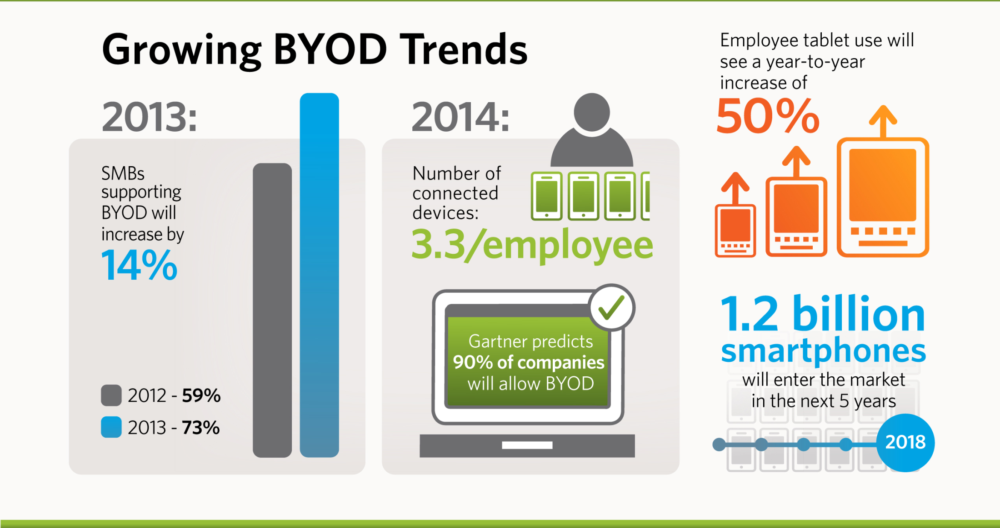 Growing BYOD Trends
2013:
SMBs
supporting
BYOD will
increase by
14%
2012 - 59%
2013 - 73%
2014:
Number of
connected
devices:
3.3/employee
Gartner predicts
90% of companies
will allow BYOD
Employee tablet use will
see a year-to-year
increase of
50%
1.2 billion
smartphones
will enter the market
in the next 5 years
2018